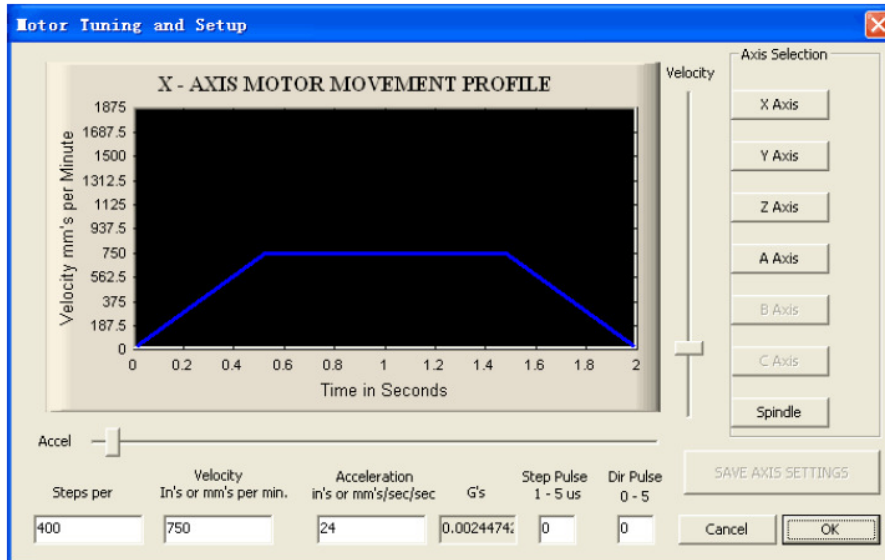 Motor Tuning and Setup
X - AXIS MOTOR MOVEMENT PROFILE
Velocity mm's per Minute
1875
1687.5
1500
1312.5
1125
937.5
750
562.5
375
187.5
0
0 0.2 0.4 0.6 0.8 1 1.2 1.4 1.6 1.8 2
Time in Seconds
Velocity
Axis Selection
X Axis
Y Axis
Z Axis
A Axis
B Axis
C Axis
Spindle
Accel
SAVE AXIS SETTINGS
Steps per
Velocity
In's or mm's per min.
Acceleration
in's or mm's/sec/sec
G's
Step Pulse
1 - 5 us
Dir Pulse
0 - 5
400
750
24
0.0024474
0
0
Cancel
OK